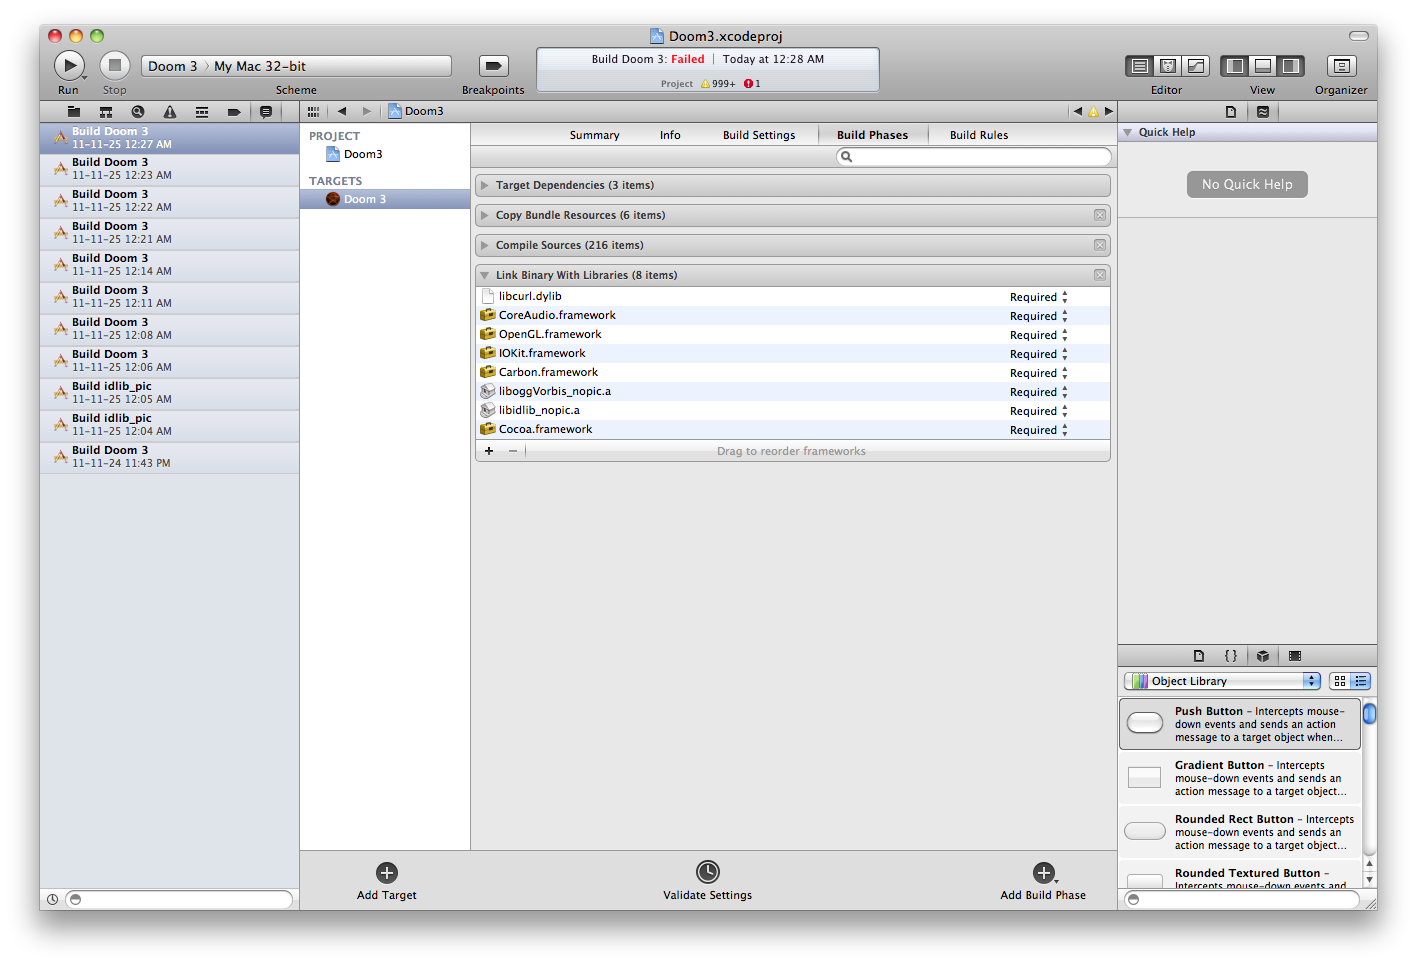 Doom3.xcodeproj
Run
Stop
Doom 3 〉My Mac 32-bit
Scheme
Breakpoints
Build Doom 3: Failed | Today at 12:28 AM
Project 999+ 1
Editor
View
Organizer
Doom3
Build Doom 3
11-11-25 12:27 AM
Build Doom 3
11-11-25 12:23 AM
Build Doom 3
11-11-25 12:22 AM
Build Doom 3
11-11-25 12:21 AM
Build Doom 3
11-11-25 12:14 AM
Build Doom 3
11-11-25 12:11 AM
Build Doom 3
11-11-25 12:08 AM
Build Doom 3
11-11-25 12:06 AM
Build idlib_pic
11-11-25 12:05 AM
Build idlib_pic
11-11-25 12:04 AM
Build Doom 3
11-11-24 11:43 PM
PROJECT
Doom3
TARGETS
Doom 3
Summary Info Build Settings Build Phases Build Rules
Target Dependencies (3 items)
Copy Bundle Resources (6 items)
Compile Sources (216 items)
Link Binary With Libraries (8 items)
libcurl.dylib Required
CoreAudio.framework Required
OpenGL.framework Required
IOKit.framework Required
Carbon.framework Required
liboggVorbis_nopic.a Required
libidlib_nopic.a Required
Cocoa.framework Required
+ − Drag to reorder frameworks
Add Target
Validate Settings
Add Build Phase
Quick Help
No Quick Help
{ }
Object Library
Push Button – Intercepts mouse-
down events and sends an action
message to a target object when...
Gradient Button – Intercepts
mouse-down events and sends an
action message to a target object...
Rounded Rect Button – Intercepts
mouse-down events and sends an
action message to a target object...
Rounded Textured Button –
Intercepts mouse-down events and